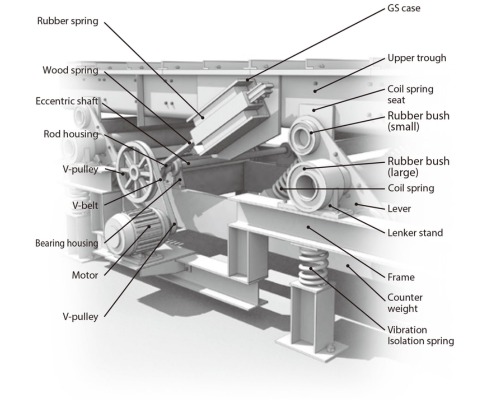 GS case
Rubber spring
Upper trough
Wood spring
Coil spring
seat
Eccentric shaft
Rubber bush
(small)
Rod housing
Rubber bush
(large)
V-pulley
Coil spring
V-belt
Lever
Lenker stand
Bearing housing
Motor
Frame
Counter
weight
V-pulley
Vibration
Isolation spring